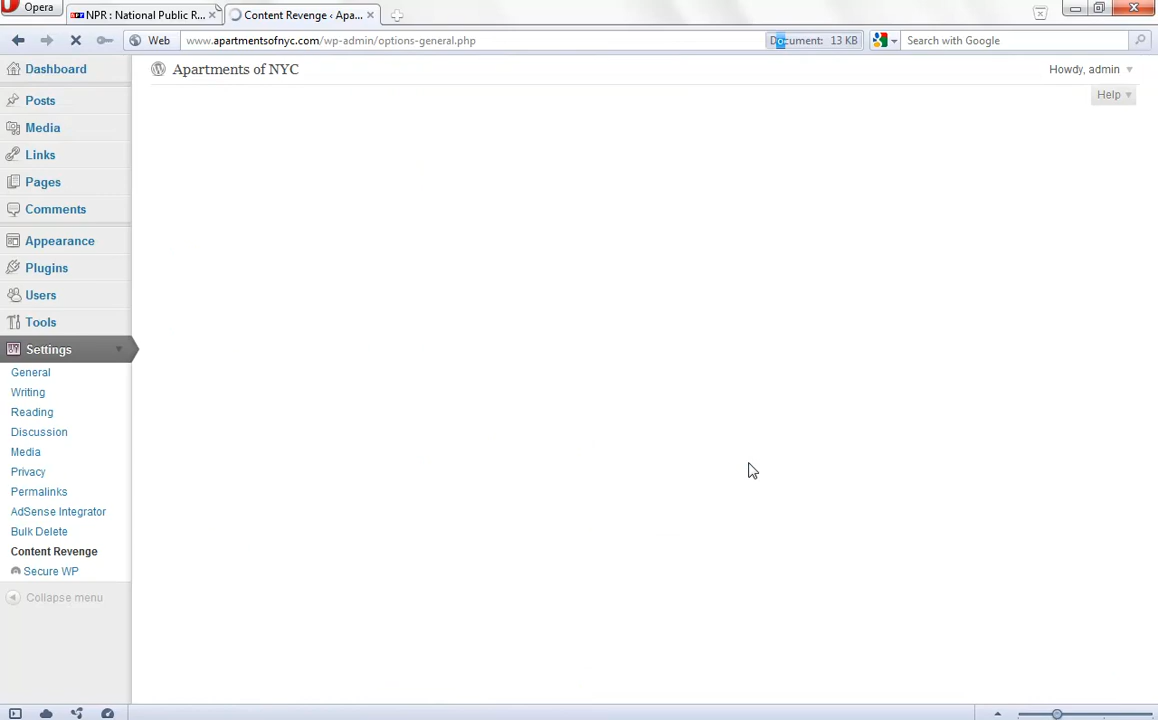 Opera
NPR : National Public R...
Content Revenge ‹ Apa...
Web
www.apartmentsofnyc.com/wp-admin/options-general.php
Document: 13 KB
Search with Google
Dashboard
Apartments of NYC
Howdy, admin
Help
Posts
Media
Links
Pages
Comments
Appearance
Plugins
Users
Tools
Settings
General
Writing
Reading
Discussion
Media
Privacy
Permalinks
AdSense Integrator
Bulk Delete
Content Revenge
Secure WP
Collapse menu